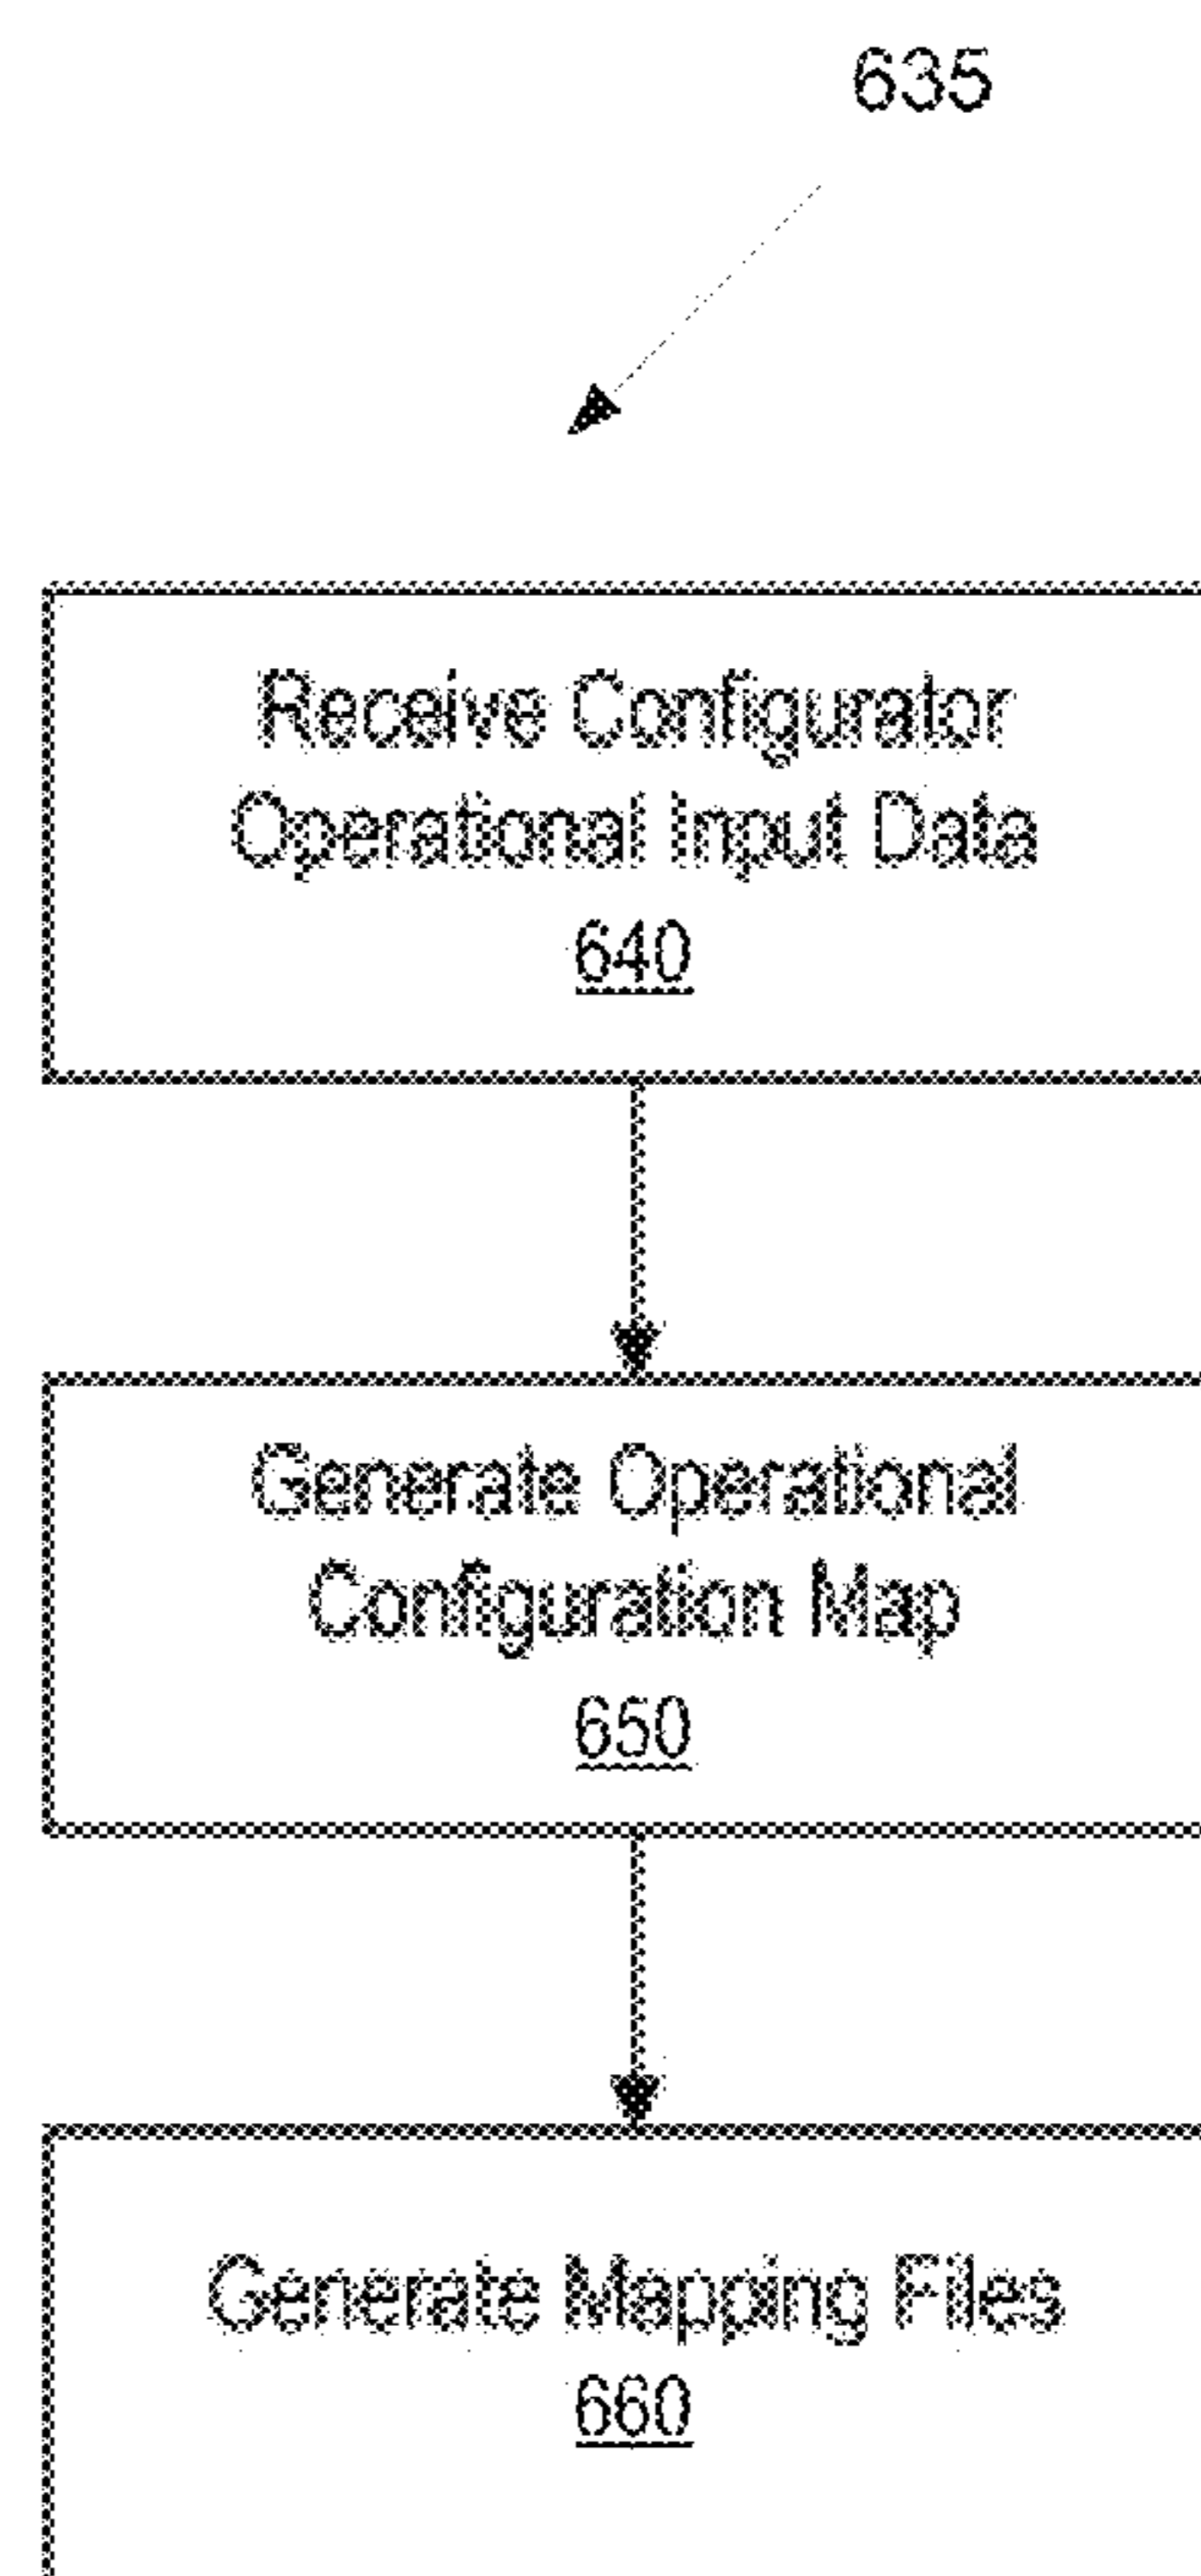 635
Receive Configurator
Operational Input Data
640
Generate Operational
Configuration Map
650
Generate Mapping Files
660